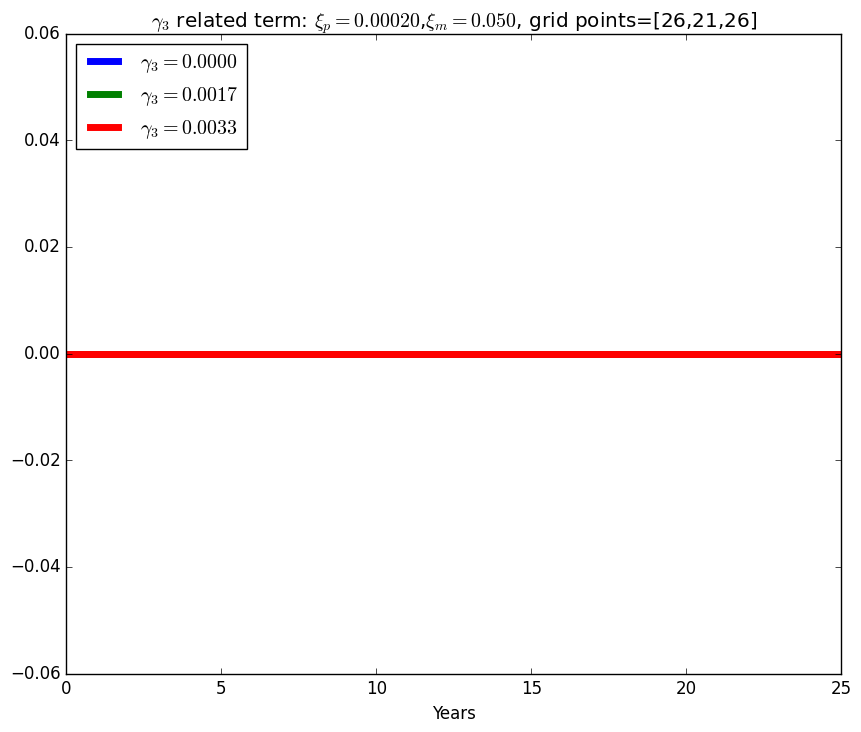 γ₃ related term: ξₚ = 0.00020,ξₘ = 0.050, grid points=[26,21,26]
γ₃ = 0.0000
γ₃ = 0.0017
γ₃ = 0.0033
0.06
0.04
0.02
0.00
−0.02
−0.04
−0.06
0 5 10 15 20 25
Years